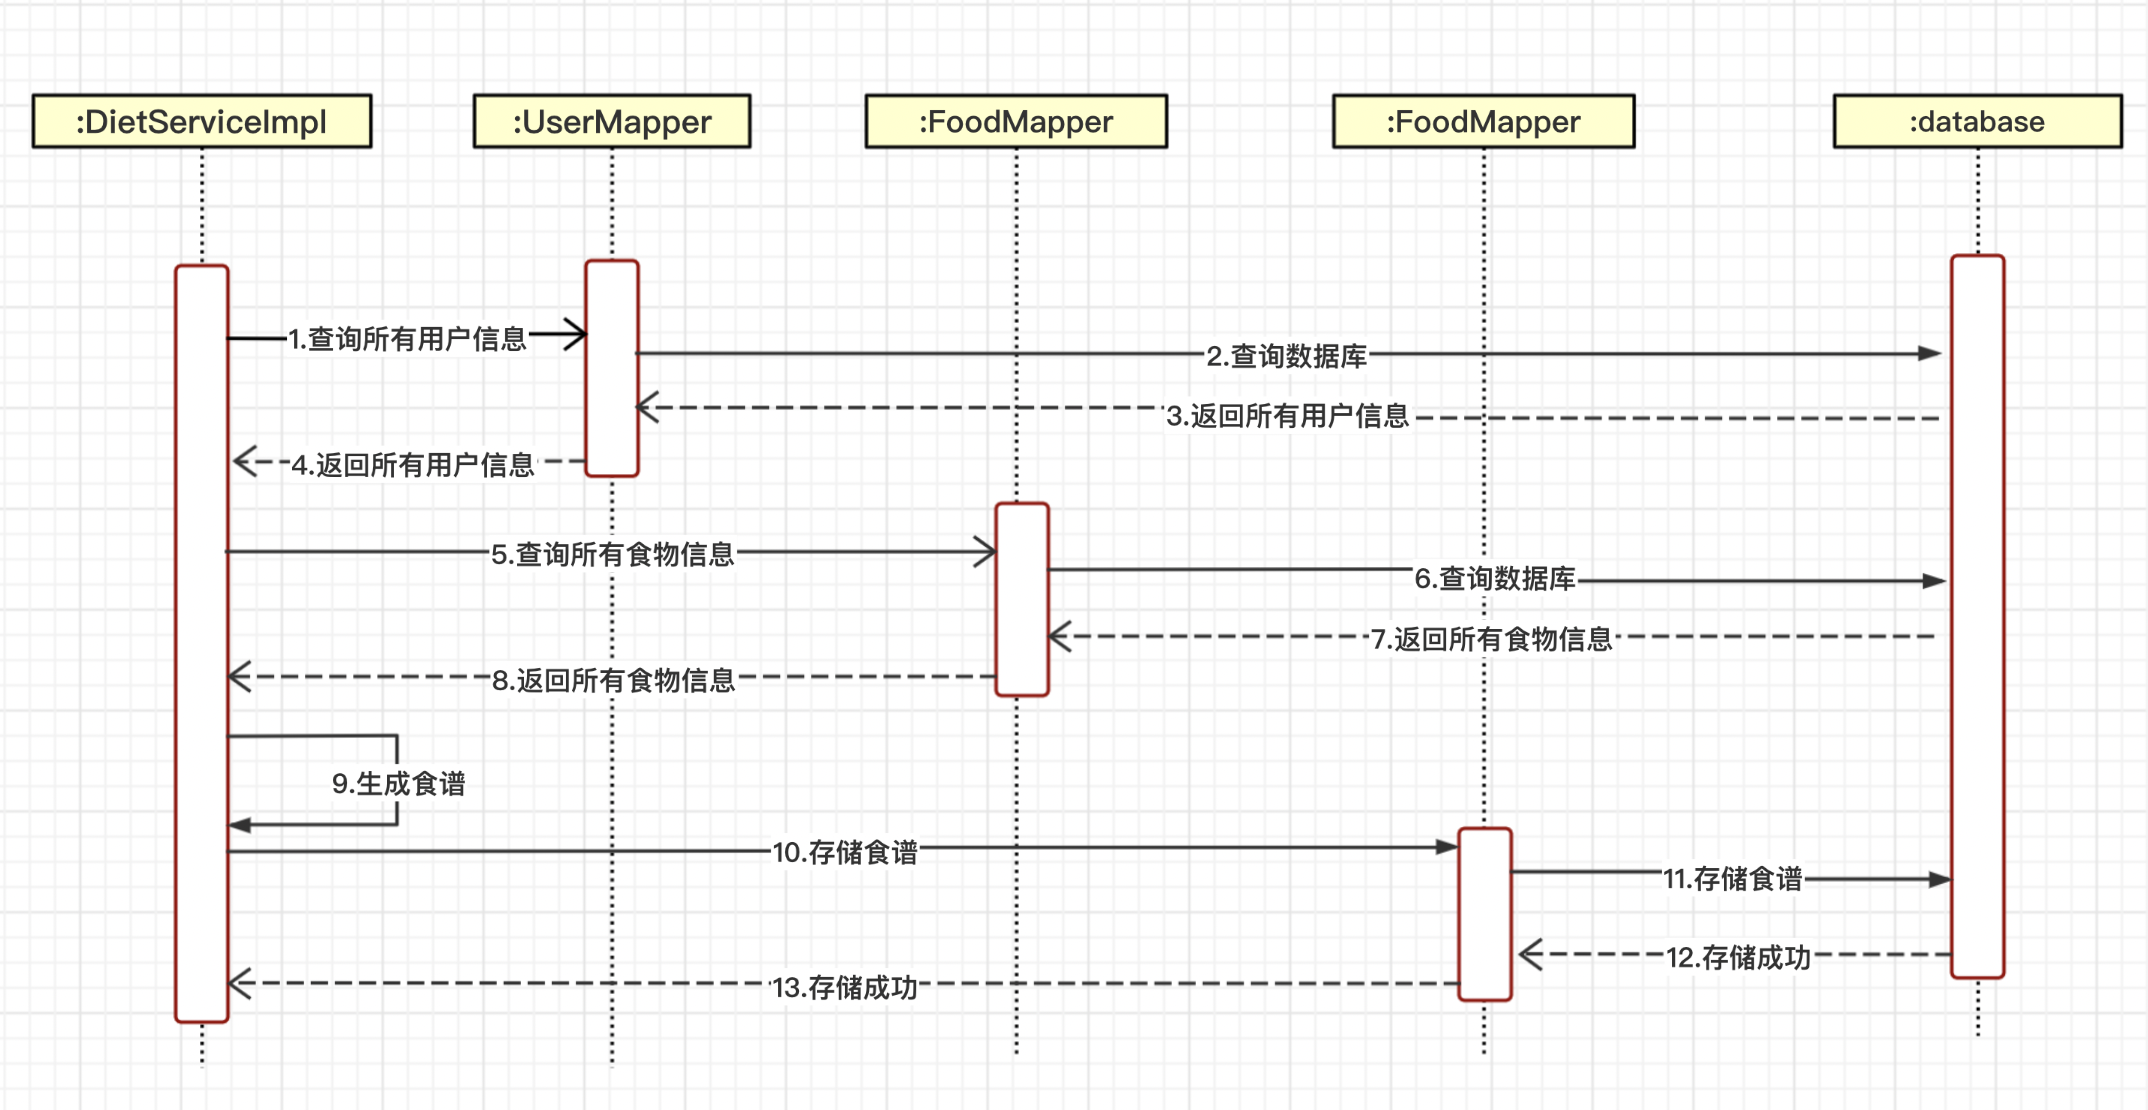 :DietServiceImpl
:UserMapper
:FoodMapper
:FoodMapper
:database
1.查询所有用户信息
2.查询数据库
3.返回所有用户信息
4.返回所有用户信息
5.查询所有食物信息
6.查询数据库
7.返回所有食物信息
8.返回所有食物信息
9.生成食谱
10.存储食谱
11.存储食谱
12.存储成功
13.存储成功